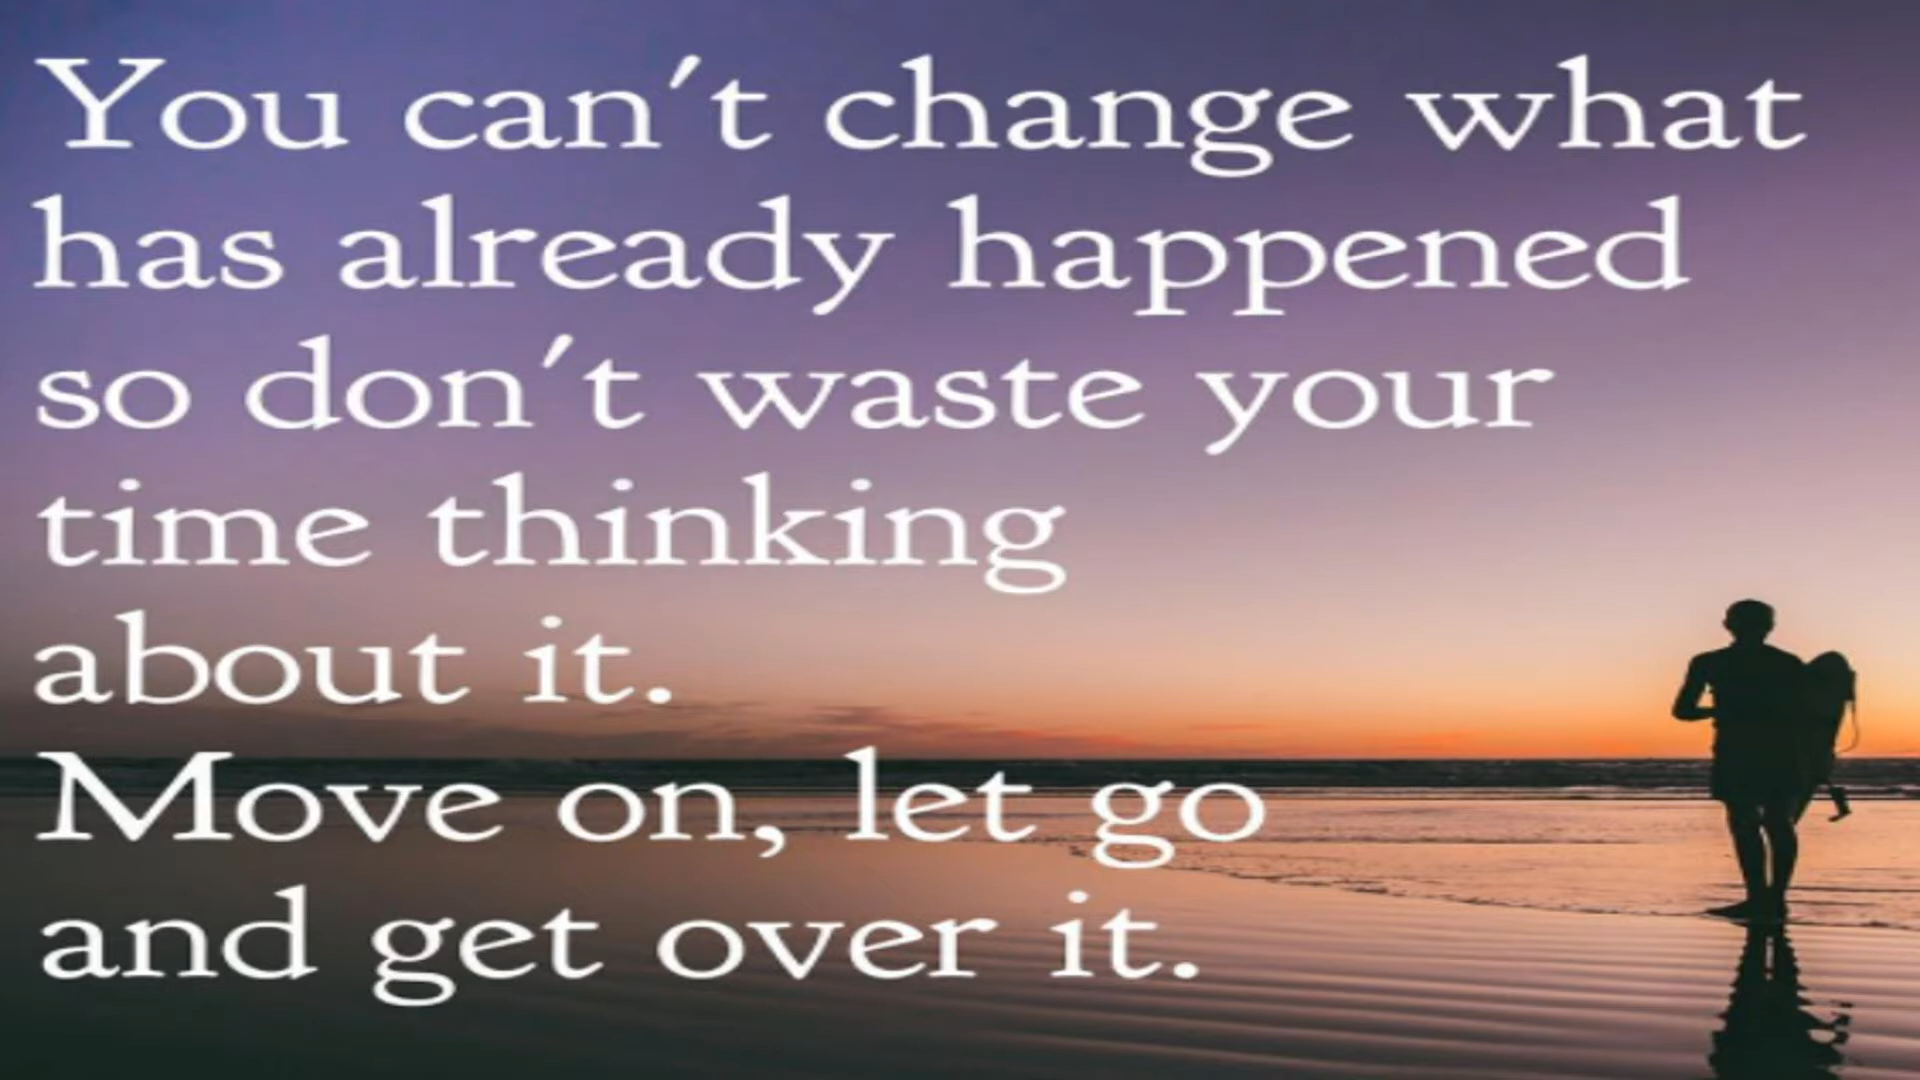 You can't change what
has already happened
so don't waste your
time thinking
about it.
Move on, let go
and get over it.